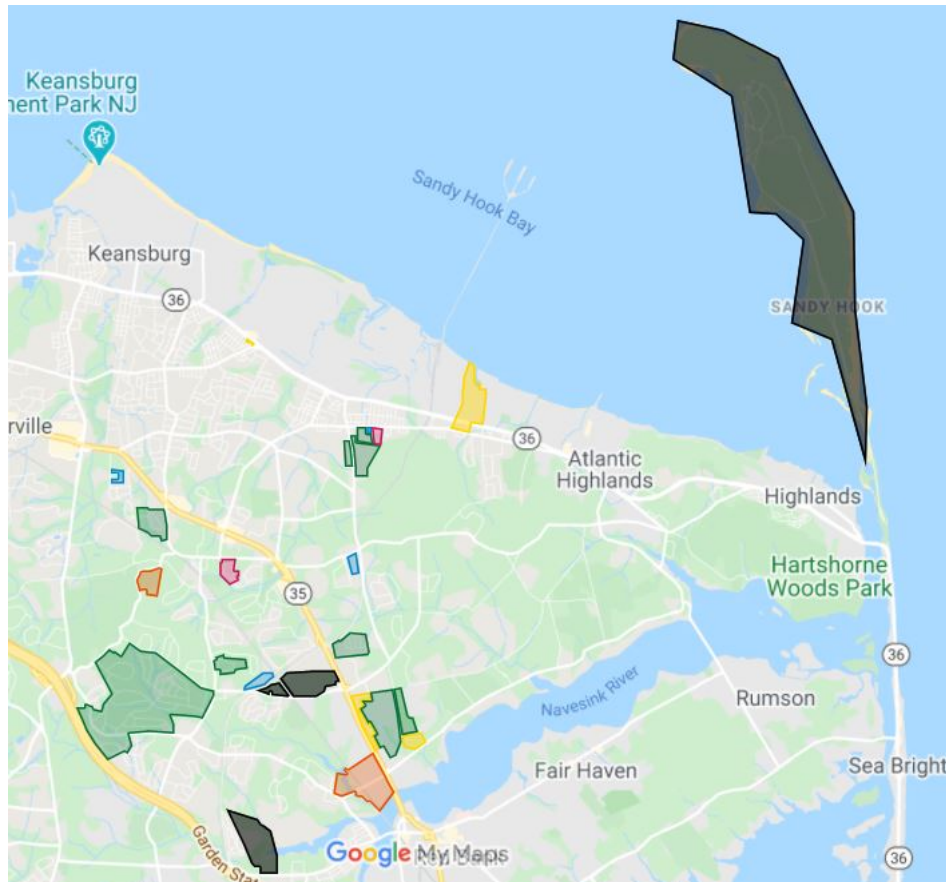 Keansburg
ment Park NJ
Sandy Hook Bay
Keansburg
36
SANDY HOOK
rville
36
Atlantic
Highlands
Highlands
Hartshorne
Woods Park
35
36
Navesink River
Rumson
Fair Haven
Sea Bright
Garden Sta
Google My Maps
36